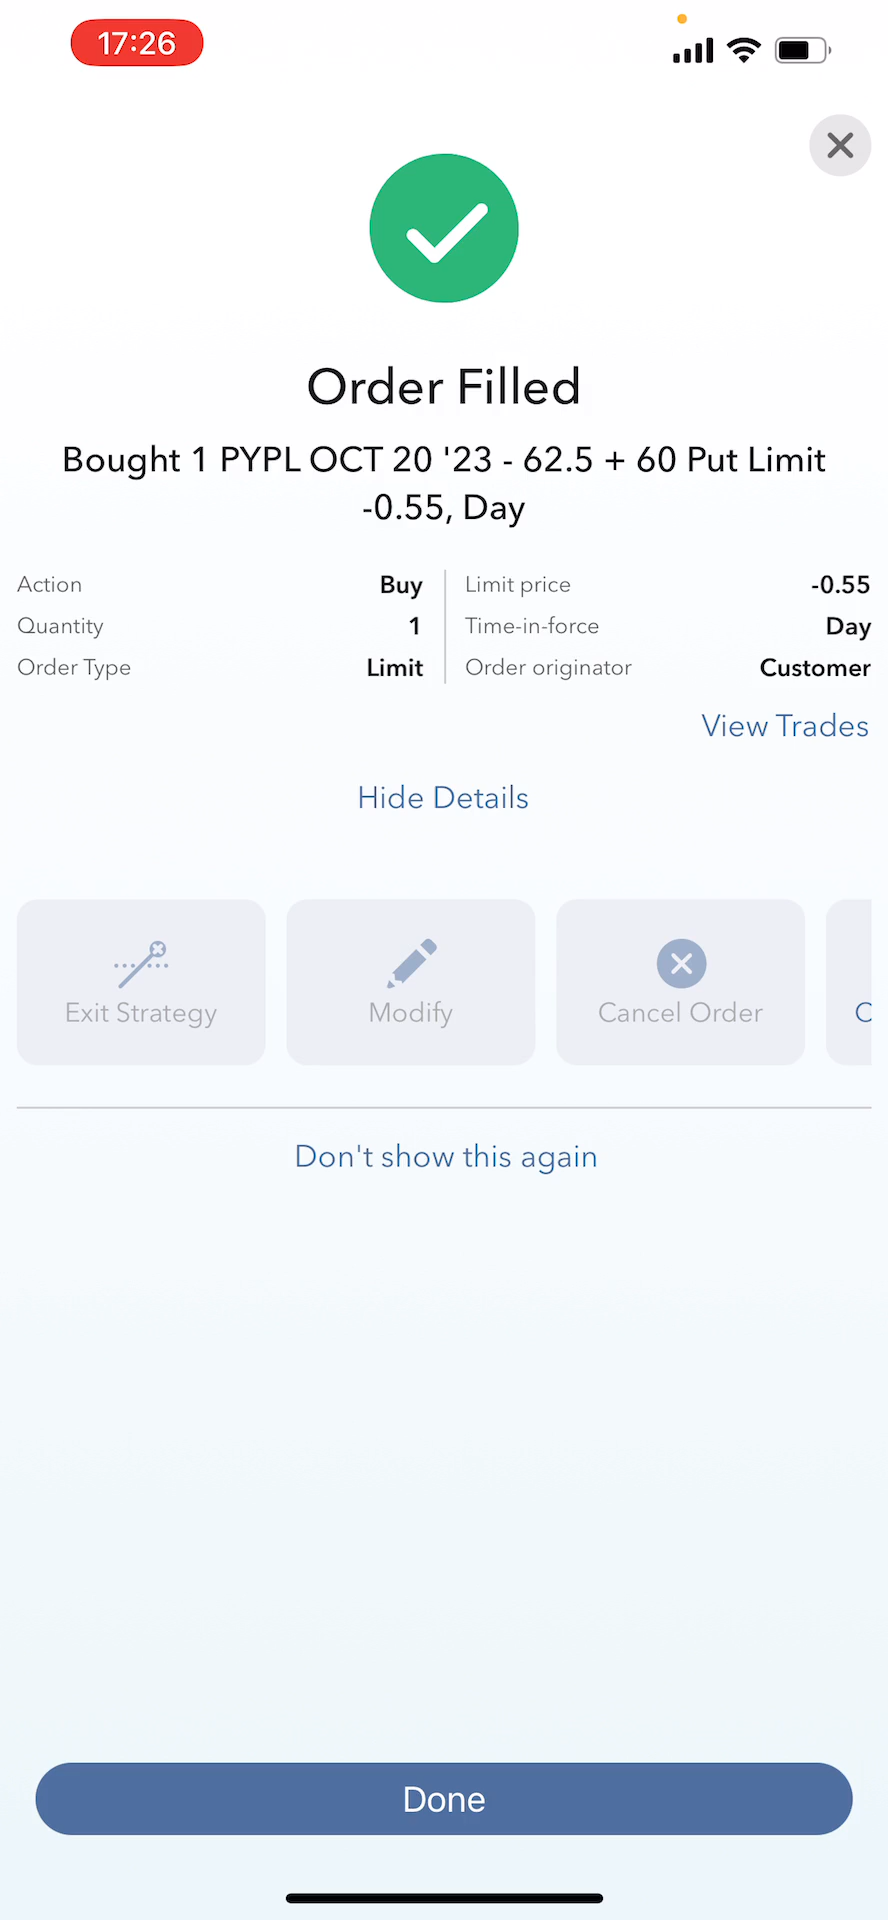 17:26
Order Filled
Bought 1 PYPL OCT 20 '23 - 62.5 + 60 Put Limit
-0.55, Day
Action Buy Limit price -0.55
Quantity 1 Time-in-force Day
Order Type Limit Order originator Customer
View Trades
Hide Details
Exit Strategy Modify Cancel Order
Don't show this again
Done